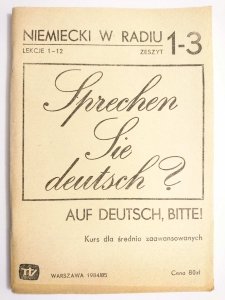 NIEMIECKI W RADIU
LEKCJE 1-12 ZESZYT 1-3
Sprechen
Sie
deutsch?
AUF DEUTSCH, BITTE!
Kurs dla średnio zaawansowanych
WARSZAWA 1984/85 Cena 80zł